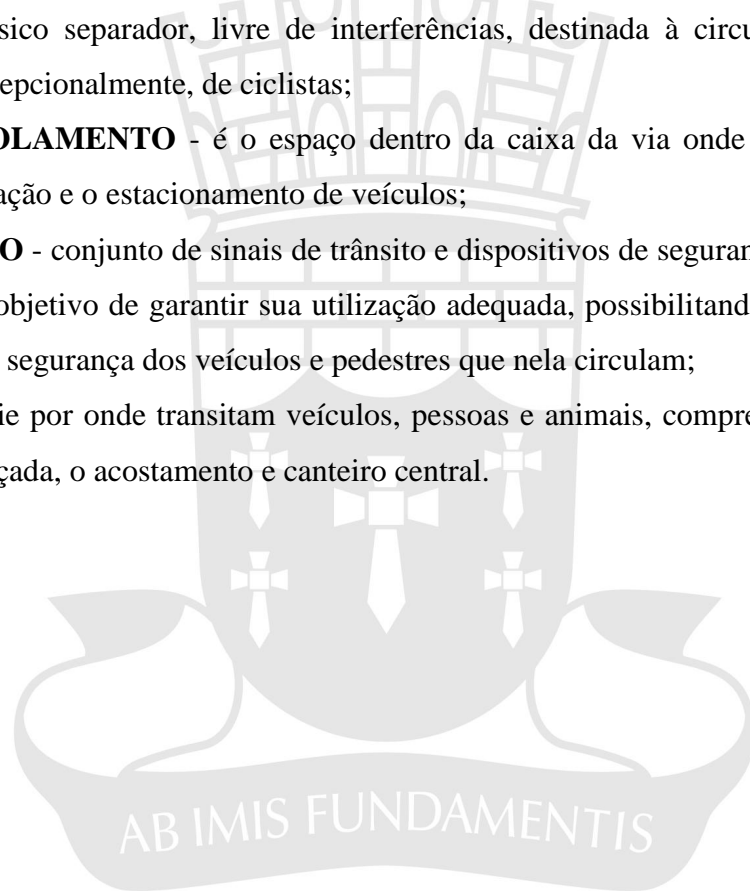 sico separador, livre de interferências, destinada à circu
epcionalmente, de ciclistas;
OLAMENTO - é o espaço dentro da caixa da via onde
ação e o estacionamento de veículos;
O - conjunto de sinais de trânsito e dispositivos de seguran
objetivo de garantir sua utilização adequada, possibilitand
segurança dos veículos e pedestres que nela circulam;
ie por onde transitam veículos, pessoas e animais, compre
çada, o acostamento e canteiro central.
AB IMIS FUNDAMENTIS